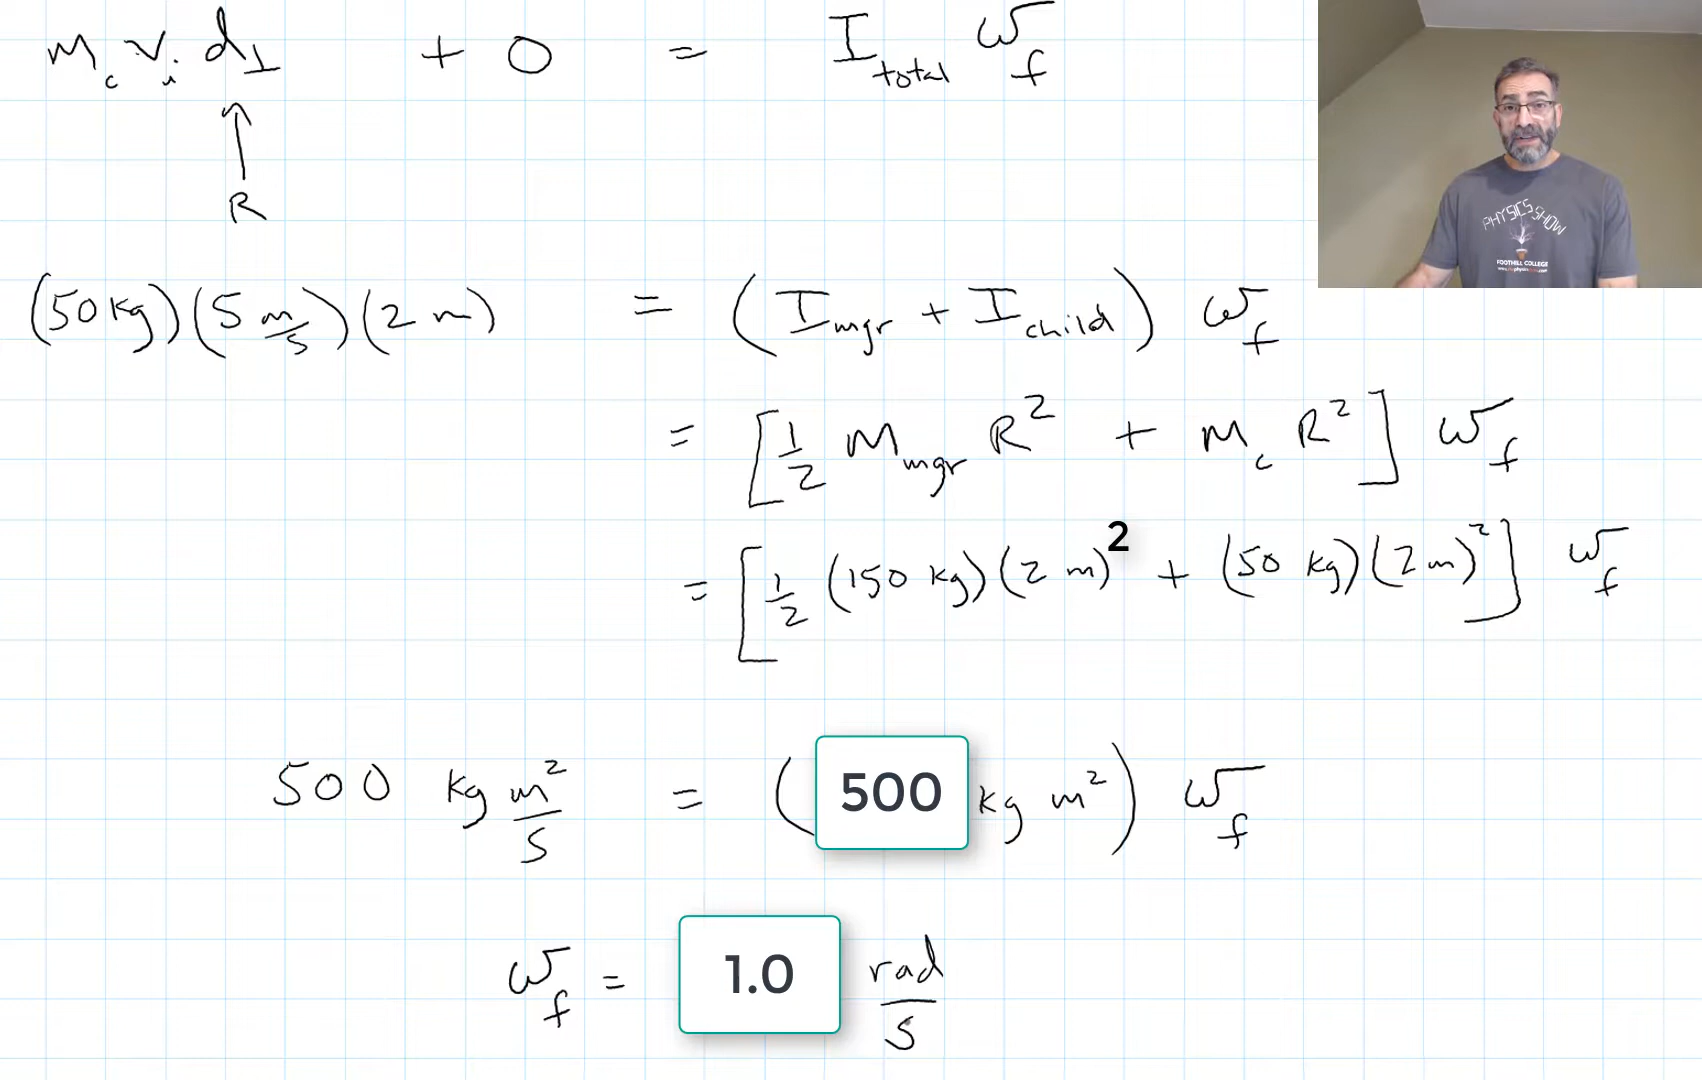 m_c v_i d_⊥ + 0 = I_total ω_f
R
(50 kg)(5 m/s)(2 m) = (I_mgr + I_child) ω_f
= [1/2 M_mgr R² + m_c R²] ω_f
= [1/2 (150 kg)(2 m)² + (50 kg)(2 m)²] ω_f
500 kg m²/s = (500 kg m²) ω_f
ω_f = 1.0 rad/s
PHYSICS SHOW
FOOTHILL COLLEGE